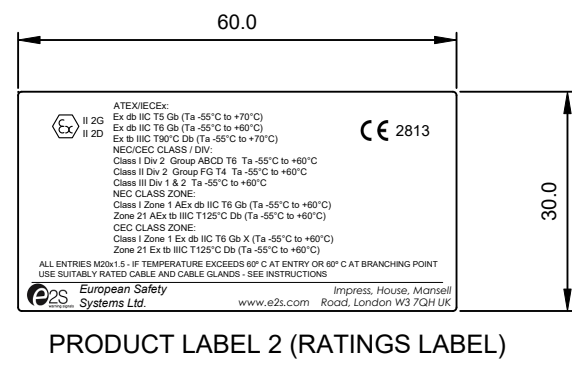 60.0
30.0
ATEX/IECEx:
II 2G
II 2D
Ex db IIC T5 Gb (Ta -55°C to +70°C)
Ex db IIC T6 Gb (Ta -55°C to +60°C)
Ex tb IIIC T90°C Db (Ta -55°C to +70°C)
Ex
CE 2813
NEC/CEC CLASS / DIV:
Class I Div 2 Group ABCD T6 Ta -55°C to +60°C
Class II Div 2 Group FG T4 Ta -55°C to +60°C
Class III Div 1 & 2 Ta -55°C to +60°C
NEC CLASS ZONE:
Class I Zone 1 AEx db IIC T6 Gb (Ta -55°C to +60°C)
Zone 21 AEx tb IIIC T125°C Db (Ta -55°C to +60°C)
CEC CLASS ZONE:
Class I Zone 1 Ex db IIC T6 Gb X (Ta -55°C to +60°C)
Zone 21 Ex tb IIIC T125°C Db (Ta -55°C to +60°C)
ALL ENTRIES M20x1.5 - IF TEMPERATURE EXCEEDS 60° C AT ENTRY OR 60° C AT BRANCHING POINT
USE SUITABLY RATED CABLE AND CABLE GLANDS - SEE INSTRUCTIONS
e2S
warning signals
European Safety
Systems Ltd.
www.e2s.com
Impress, House, Mansell
Road, London W3 7QH UK
PRODUCT LABEL 2 (RATINGS LABEL)